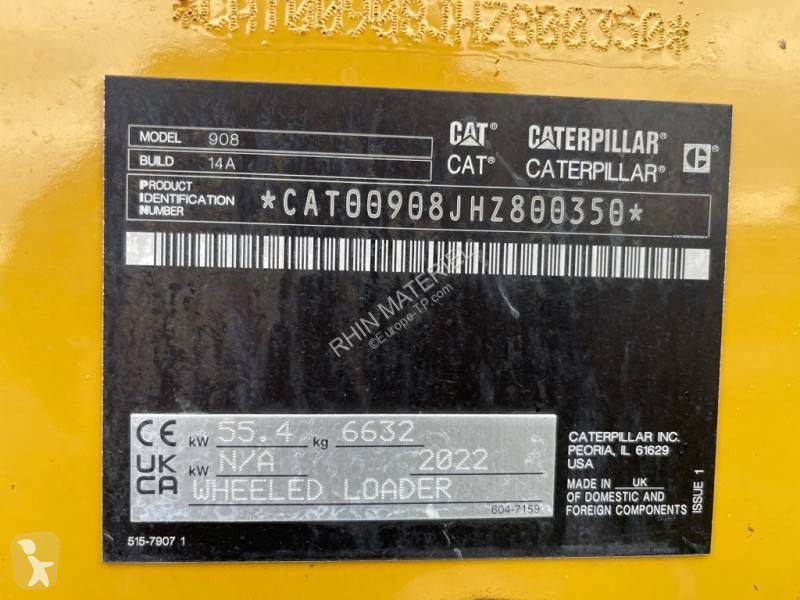 *CAT00908JHZ800350*
MODEL 908
BUILD 14A
CAT® CATERPILLAR®
CAT® CATERPILLAR®
PRODUCT
IDENTIFICATION
NUMBER
*CAT00908JHZ800350*
RHIN MATERIEL
©Europe-TP.com
CE kW 55.4 kg 6632
UK
CA kW N/A 2022
WHEELED LOADER
604-7159
CATERPILLAR INC.
PEORIA, IL 61629
USA
MADE IN UK
OF DOMESTIC AND
FOREIGN COMPONENTS
ISSUE 1
515-7907 1